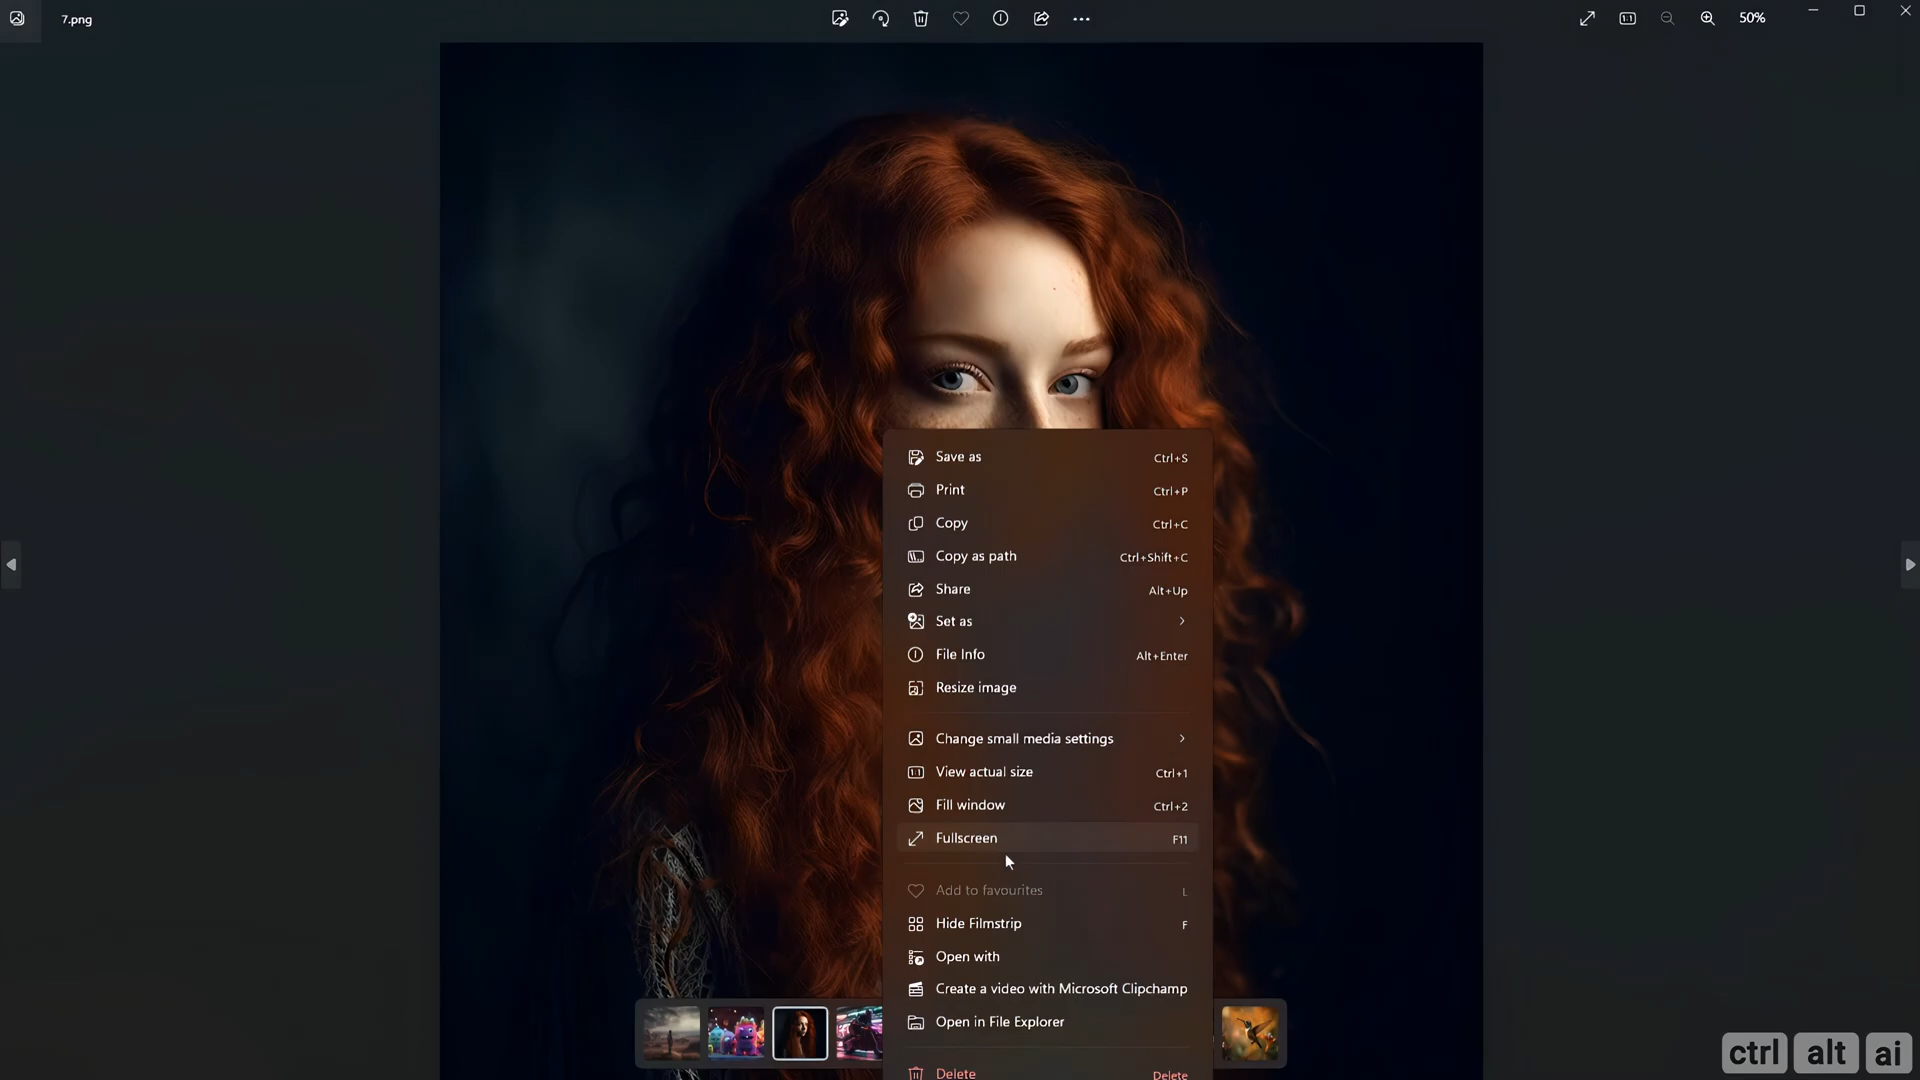 7.png
50%
Save as Ctrl+S
Print Ctrl+P
Copy Ctrl+C
Copy as path Ctrl+Shift+C
Share Alt+Up
Set as
File Info Alt+Enter
Resize image
Change small media settings
View actual size Ctrl+1
Fill window Ctrl+2
Fullscreen F11
Add to favourites L
Hide Filmstrip F
Open with
Create a video with Microsoft Clipchamp
Open in File Explorer
Delete Delete
ctrl alt ai